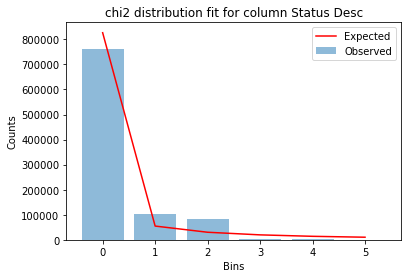 chi2 distribution fit for column Status Desc
Expected
Observed
Counts
800000
700000
600000
500000
400000
300000
200000
100000
0
0 1 2 3 4 5
Bins